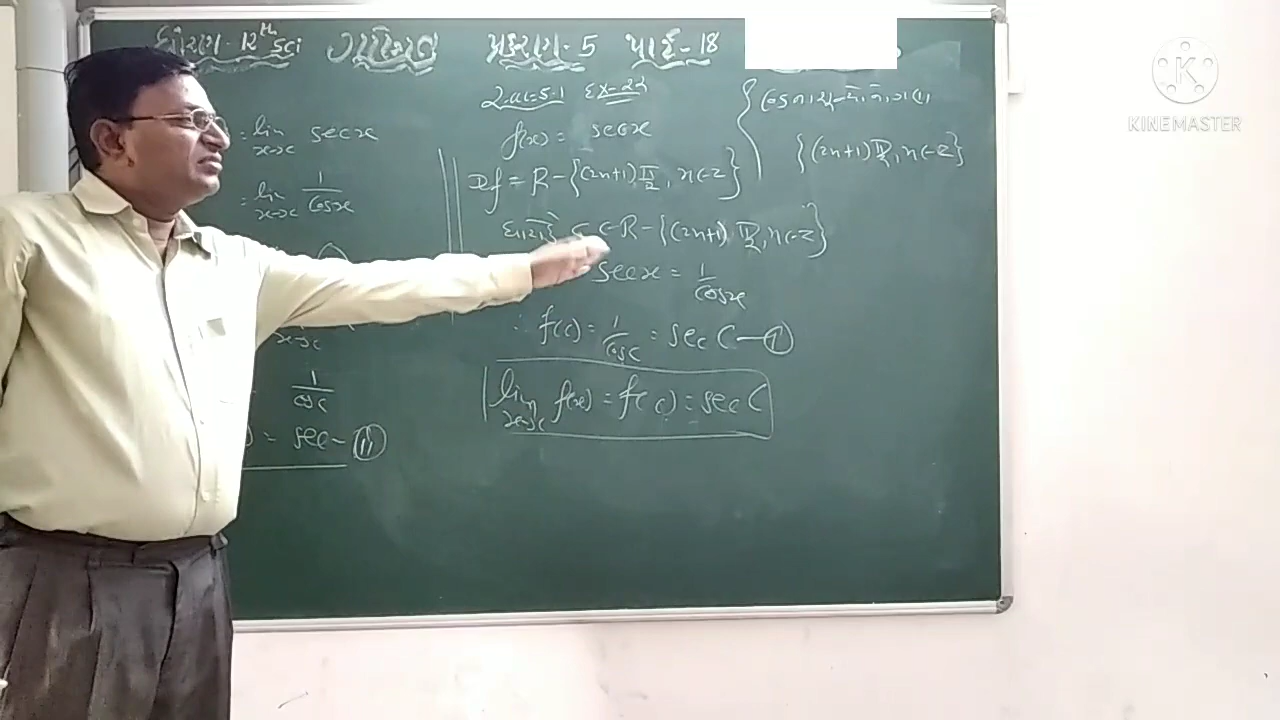 ધોરણ-12th Sci ગણિત પ્રકરણ-5 પાર્ટ-18
= lim x→c secx
= lim x→c 1/cosx
x→c
1/cosc
= sec - (ii)
સ્વા. 5.1 Ex-22
f(x) = secx
Df = R - {(2n+1)π/2, n∈Z}
ધારો c ∈ R - {(2n+1)π/2, n∈Z}
secx = 1/cosx
∴ f(c) = 1/cosc = sec c - (1)
lim x→c f(x) = f(c) = sec c
{(2n+1)π/2, n∈Z}
KINEMASTER